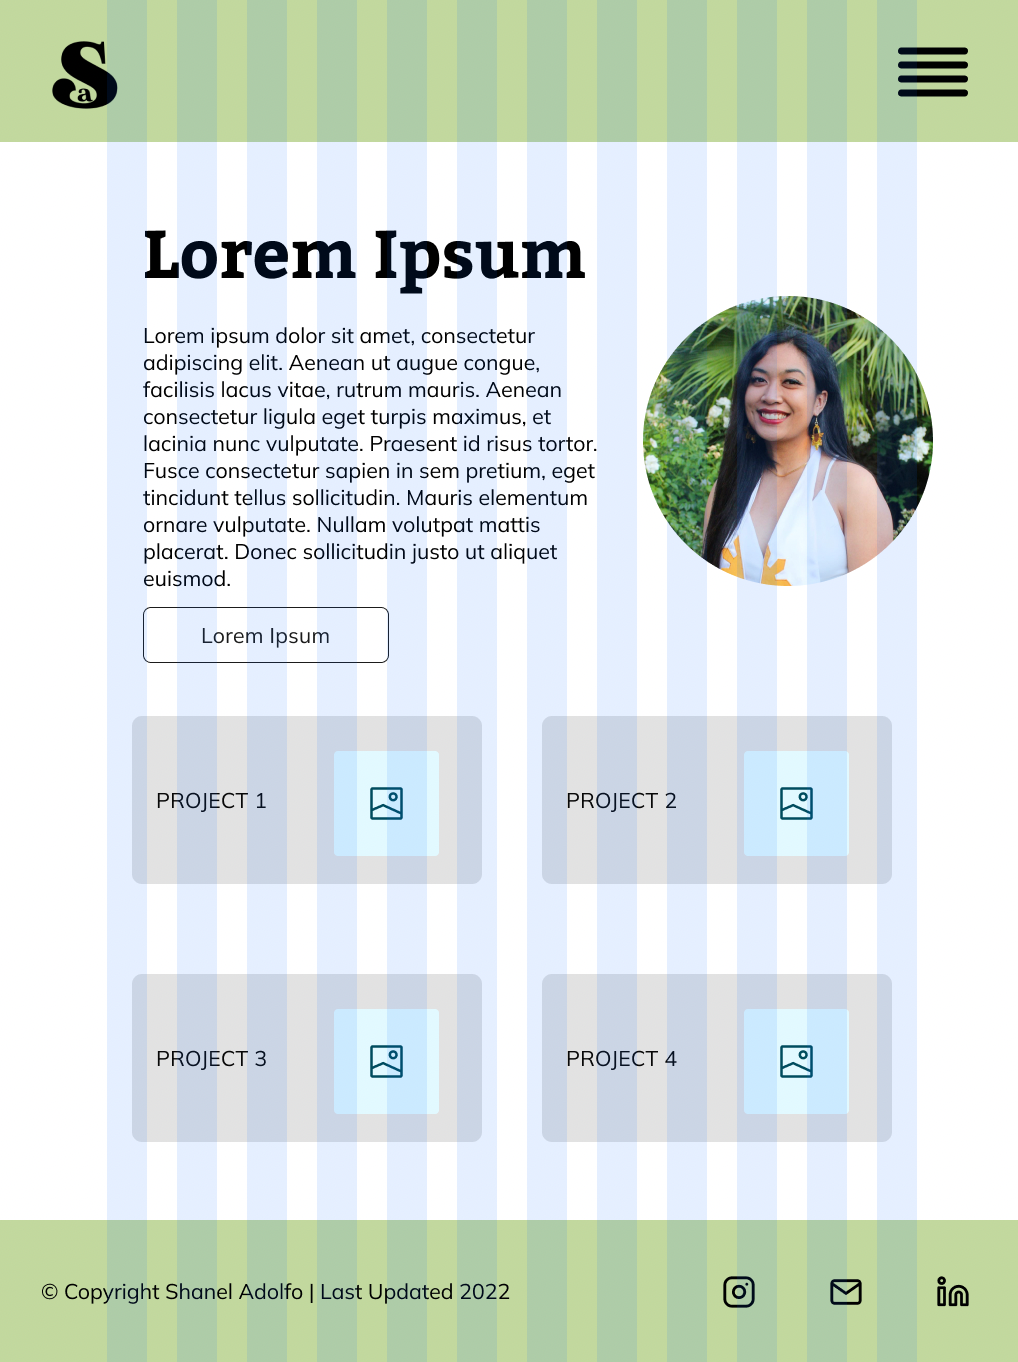 Sa
Lorem Ipsum
Lorem ipsum dolor sit amet, consectetur
adipiscing elit. Aenean ut augue congue,
facilisis lacus vitae, rutrum mauris. Aenean
consectetur ligula eget turpis maximus, et
lacinia nunc vulputate. Praesent id risus tortor.
Fusce consectetur sapien in sem pretium, eget
tincidunt tellus sollicitudin. Mauris elementum
ornare vulputate. Nullam volutpat mattis
placerat. Donec sollicitudin justo ut aliquet
euismod.
Lorem Ipsum
PROJECT 1
PROJECT 2
PROJECT 3
PROJECT 4
© Copyright Shanel Adolfo | Last Updated 2022
in